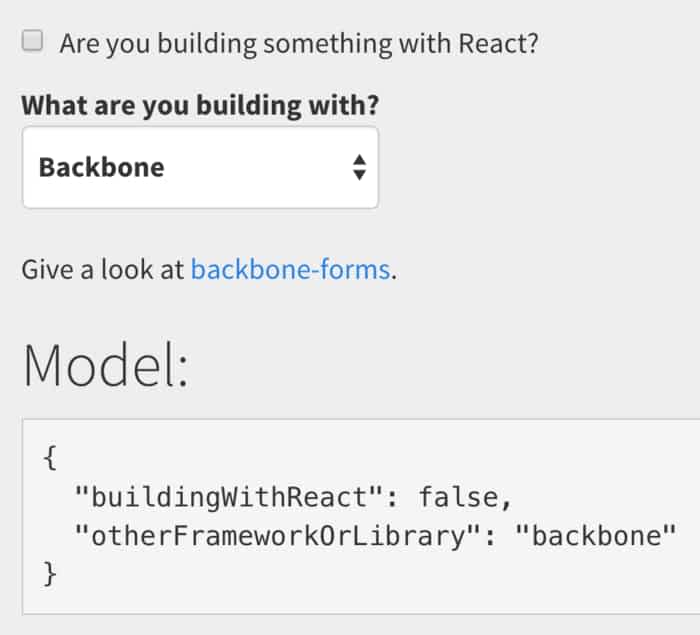 Are you building something with React?
What are you building with?
Backbone
Give a look at backbone-forms.
Model:
{
"buildingWithReact": false,
"otherFrameworkOrLibrary": "backbone"
}